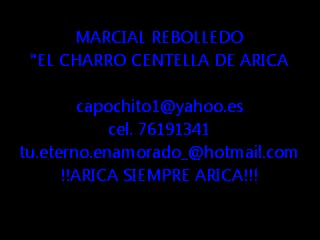 MARCIAL REBOLLEDO
"EL CHARRO CENTELLA DE ARICA
capochito1@yahoo.es
cel. 76191341
tu.eterno.enamorado_@hotmail.com
!!ARICA SIEMPRE ARICA!!!